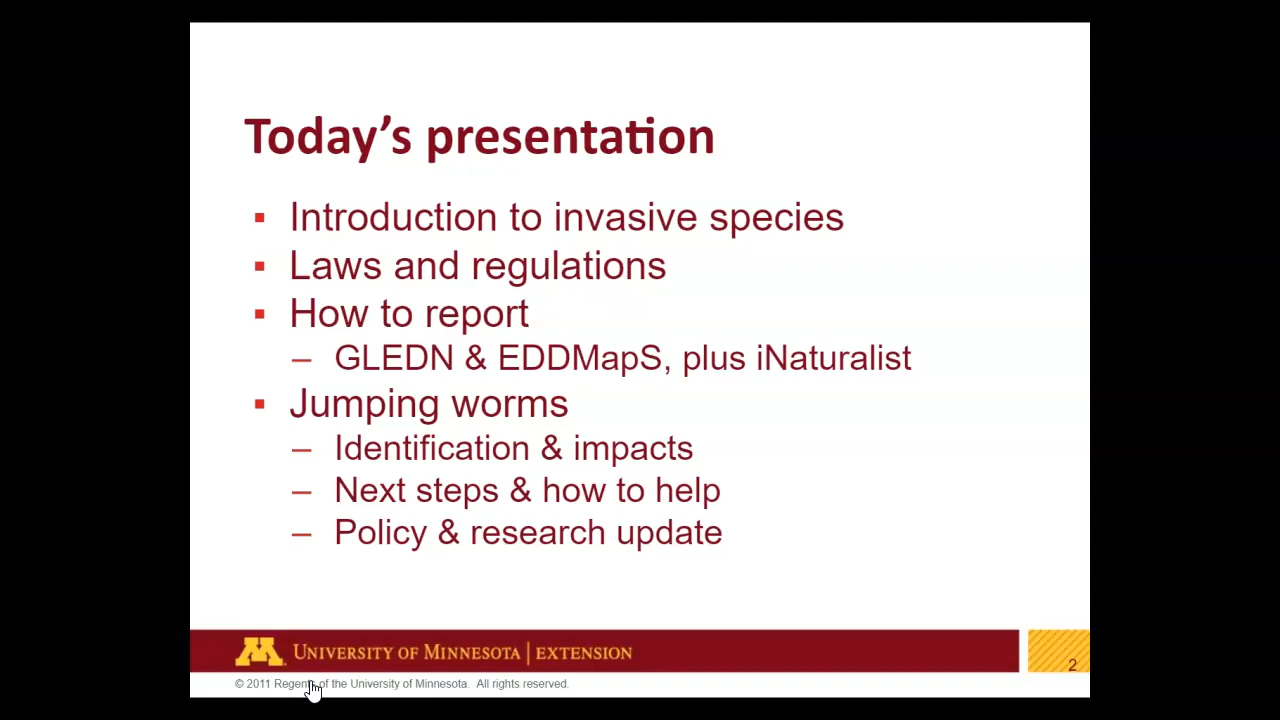 Today's presentation
▪ Introduction to invasive species
▪ Laws and regulations
▪ How to report
– GLEDN & EDDMapS, plus iNaturalist
▪ Jumping worms
– Identification & impacts
– Next steps & how to help
– Policy & research update
M UNIVERSITY OF MINNESOTA | EXTENSION
2
© 2011 Regents of the University of Minnesota. All rights reserved.